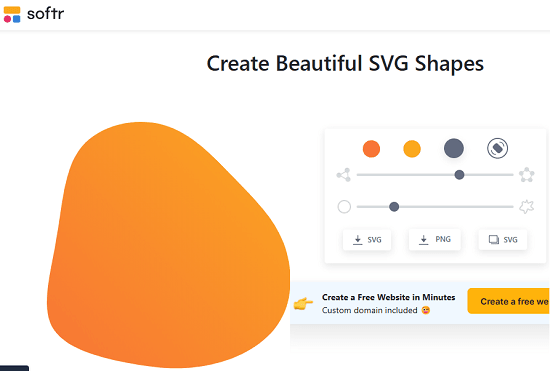 softr
Create Beautiful SVG Shapes
SVG
PNG
SVG
Create a Free Website in Minutes
Custom domain included
Create a free we